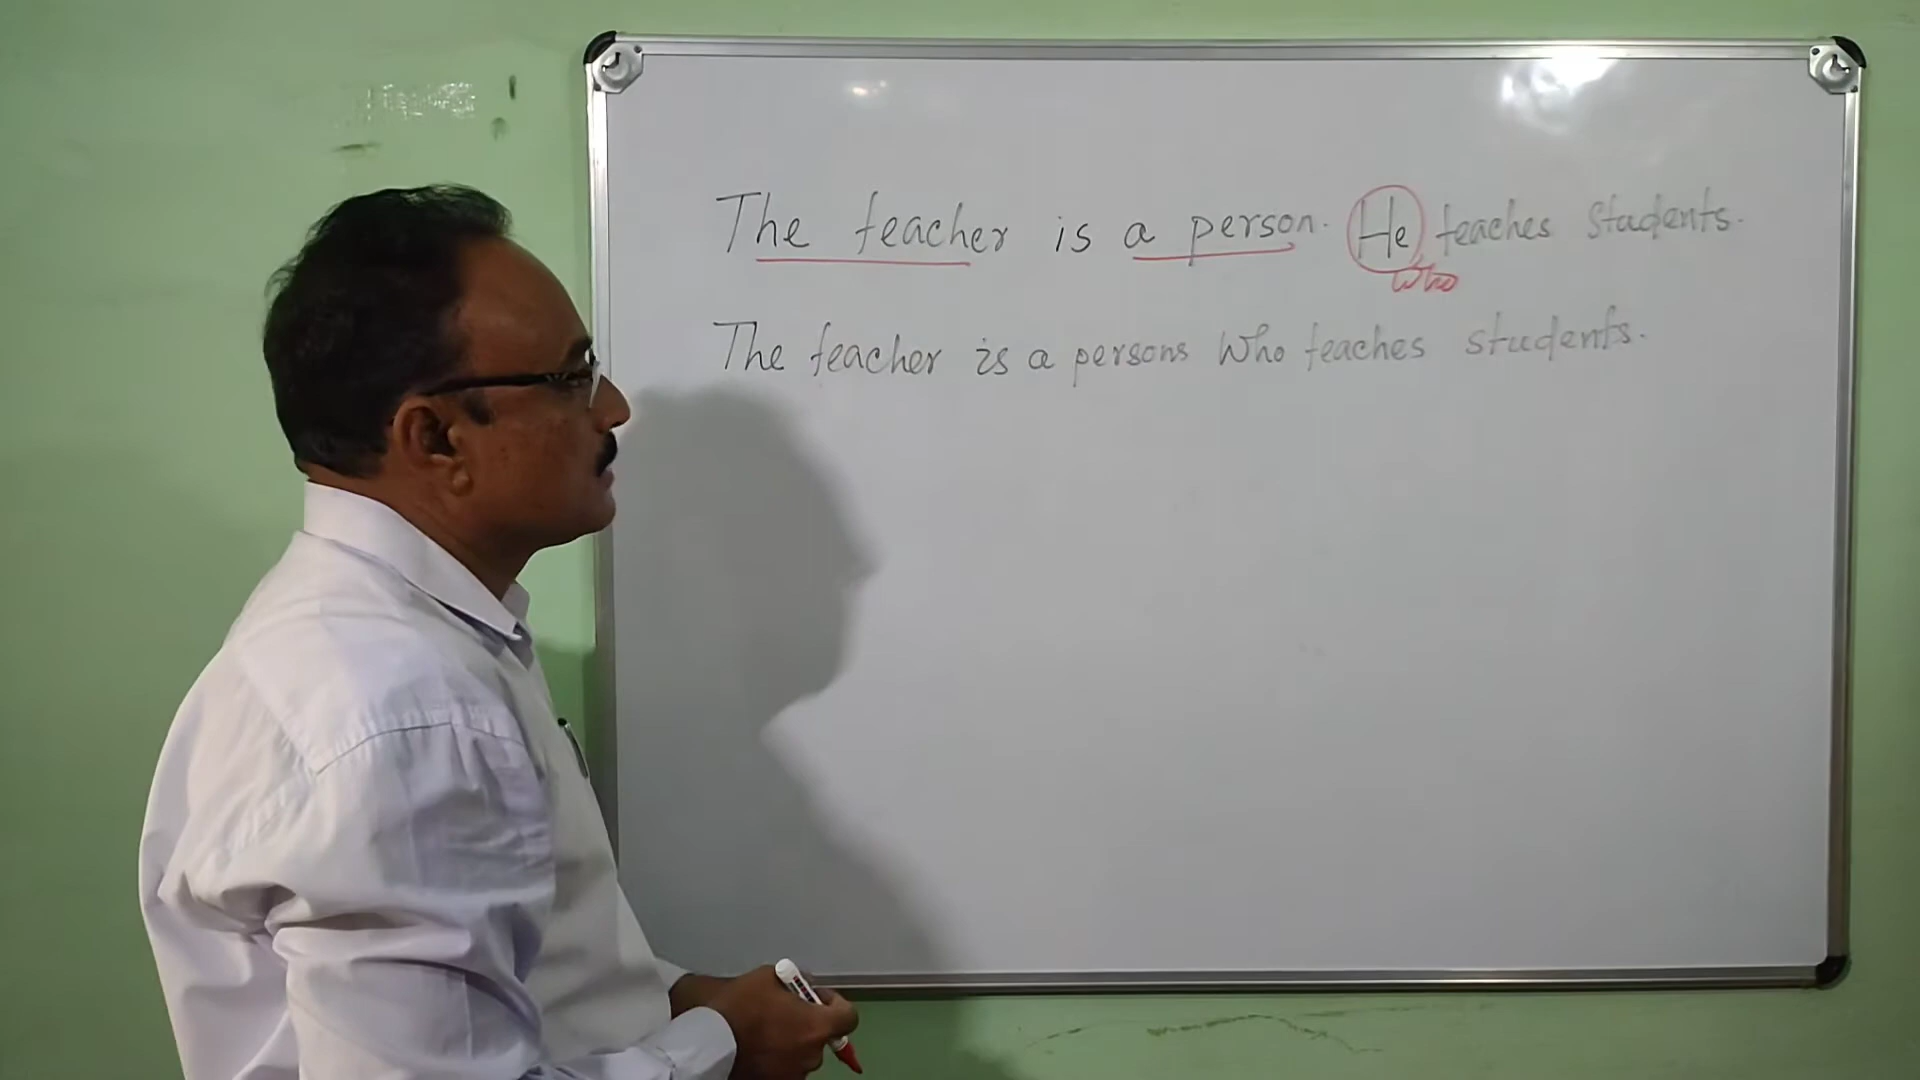 The teacher is a person. He teaches students.
who
The teacher is a persons who teaches students.